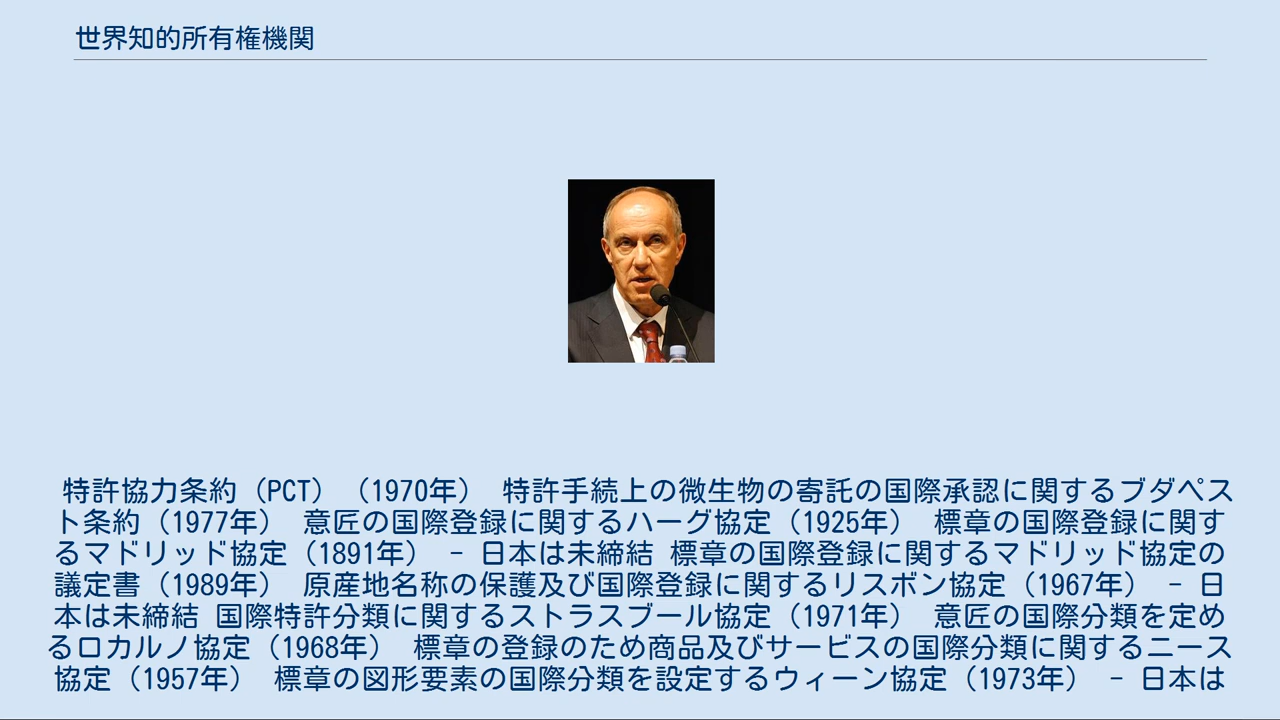 世界知的所有権機関
特許協力条約（PCT）（1970年） 特許手続上の微生物の寄託の国際承認に関するブダペス
ト条約（1977年） 意匠の国際登録に関するハーグ協定（1925年） 標章の国際登録に関す
るマドリッド協定（1891年） - 日本は未締結 標章の国際登録に関するマドリッド協定の
議定書（1989年） 原産地名称の保護及び国際登録に関するリスボン協定（1967年） - 日
本は未締結 国際特許分類に関するストラスブール協定（1971年） 意匠の国際分類を定め
るロカルノ協定（1968年） 標章の登録のため商品及びサービスの国際分類に関するニース
協定（1957年） 標章の図形要素の国際分類を設定するウィーン協定（1973年） - 日本は